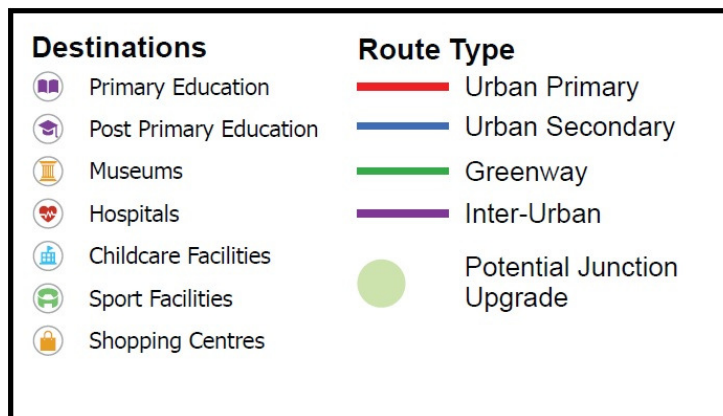 Destinations
Primary Education
Post Primary Education
Museums
Hospitals
Childcare Facilities
Sport Facilities
Shopping Centres
Route Type
Urban Primary
Urban Secondary
Greenway
Inter-Urban
Potential Junction
Upgrade